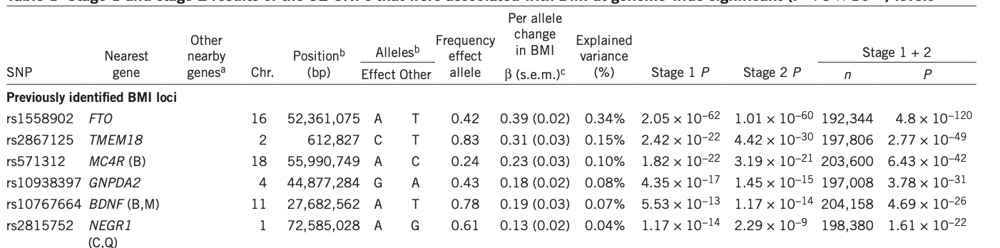 Per allele
Other Frequency change Explained
Nearest nearby Position^b Alleles^b effect in BMI variance Stage 1 + 2
SNP gene genes^a Chr. (bp) Effect Other allele β (s.e.m.)^c (%) Stage 1 P Stage 2 P n P
Previously identified BMI loci
rs1558902 FTO 16 52,361,075 A T 0.42 0.39 (0.02) 0.34% 2.05 × 10^–62 1.01 × 10^–60 192,344 4.8 × 10^–120
rs2867125 TMEM18 2 612,827 C T 0.83 0.31 (0.03) 0.15% 2.42 × 10^–22 4.42 × 10^–30 197,806 2.77 × 10^–49
rs571312 MC4R (B) 18 55,990,749 A C 0.24 0.23 (0.03) 0.10% 1.82 × 10^–22 3.19 × 10^–21 203,600 6.43 × 10^–42
rs10938397 GNPDA2 4 44,877,284 G A 0.43 0.18 (0.02) 0.08% 4.35 × 10^–17 1.45 × 10^–15 197,008 3.78 × 10^–31
rs10767664 BDNF (B,M) 11 27,682,562 A T 0.78 0.19 (0.03) 0.07% 5.53 × 10^–13 1.17 × 10^–14 204,158 4.69 × 10^–26
rs2815752 NEGR1 1 72,585,028 A G 0.61 0.13 (0.02) 0.04% 1.17 × 10^–14 2.29 × 10^–9 198,380 1.61 × 10^–22
(C,Q)